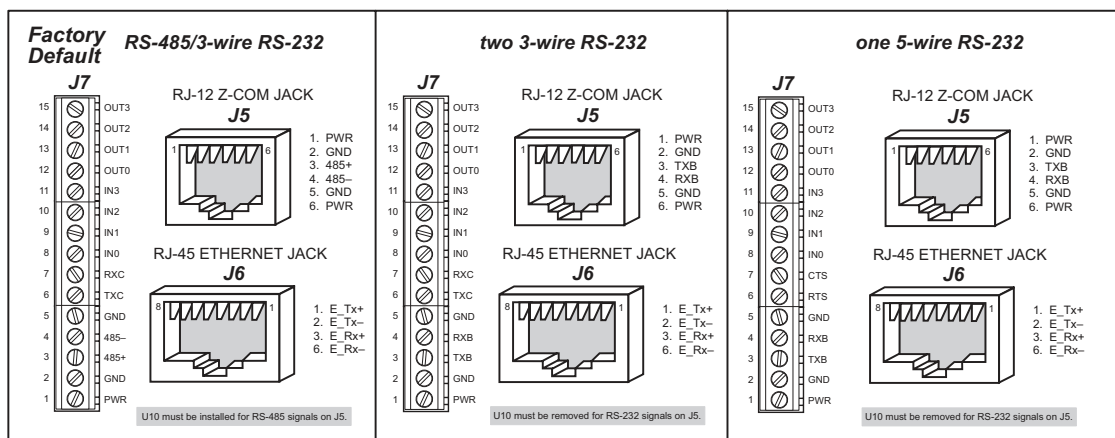 Factory Default
RS-485/3-wire RS-232
J7
15 OUT3
14 OUT2
13 OUT1
12 OUT0
11 IN3
10 IN2
9 IN1
8 IN0
7 RXC
6 TXC
5 GND
4 485–
3 485+
2 GND
1 PWR
RJ-12 Z-COM JACK
J5
1 6
1. PWR
2. GND
3. 485+
4. 485–
5. GND
6. PWR
RJ-45 ETHERNET JACK
J6
8 1
1. E_Tx+
2. E_Tx–
3. E_Rx+
6. E_Rx–
U10 must be installed for RS-485 signals on J5.
two 3-wire RS-232
J7
15 OUT3
14 OUT2
13 OUT1
12 OUT0
11 IN3
10 IN2
9 IN1
8 IN0
7 RXC
6 TXC
5 GND
4 RXB
3 TXB
2 GND
1 PWR
RJ-12 Z-COM JACK
J5
1 6
1. PWR
2. GND
3. TXB
4. RXB
5. GND
6. PWR
RJ-45 ETHERNET JACK
J6
8 1
1. E_Tx+
2. E_Tx–
3. E_Rx+
6. E_Rx–
U10 must be removed for RS-232 signals on J5.
one 5-wire RS-232
J7
15 OUT3
14 OUT2
13 OUT1
12 OUT0
11 IN3
10 IN2
9 IN1
8 IN0
7 CTS
6 RTS
5 GND
4 RXB
3 TXB
2 GND
1 PWR
RJ-12 Z-COM JACK
J5
1 6
1. PWR
2. GND
3. TXB
4. RXB
5. GND
6. PWR
RJ-45 ETHERNET JACK
J6
8 1
1. E_Tx+
2. E_Tx–
3. E_Rx+
6. E_Rx–
U10 must be removed for RS-232 signals on J5.